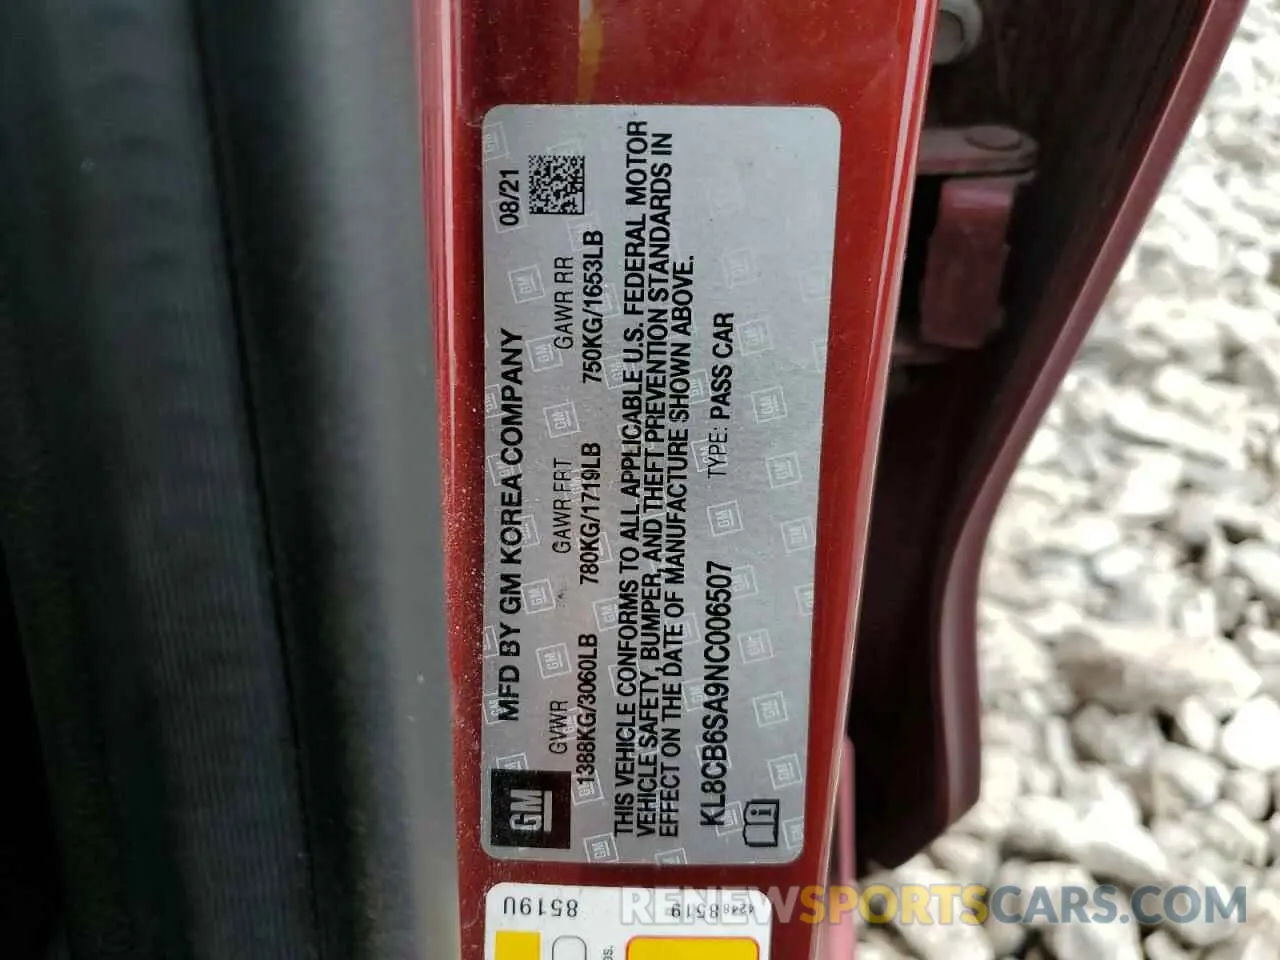 MFD BY GM KOREA COMPANY 08/21
GVWR GAWR FRT GAWR RR
1388KG/3060LB 780KG/1719LB 750KG/1653LB
THIS VEHICLE CONFORMS TO ALL APPLICABLE U.S. FEDERAL MOTOR
VEHICLE SAFETY, BUMPER, AND THEFT PREVENTION STANDARDS IN
EFFECT ON THE DATE OF MANUFACTURE SHOWN ABOVE.
KL8CB6SA9NC006507 TYPE: PASS CAR
GM
8519U
42488519
RENEWSPORTSCARS.COM